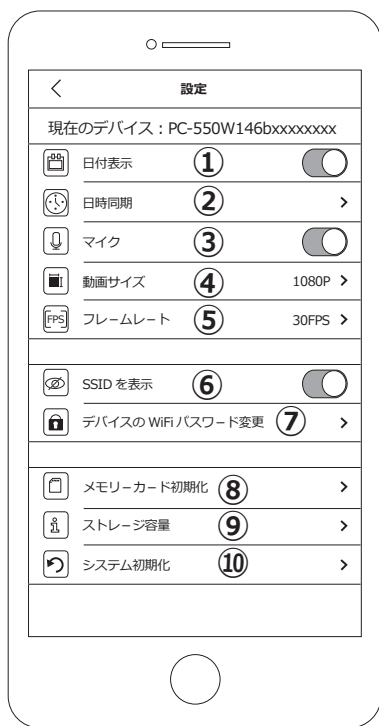 設定
現在のデバイス：PC-550W146bxxxxxxxx
日付表示 ①
日時同期 ②
マイク ③
動画サイズ ④ 1080P
FPS フレームレート ⑤ 30FPS
SSID を表示 ⑥
デバイスの WiFi パスワード変更 ⑦
メモリーカード初期化 ⑧
ストレージ容量 ⑨
システム初期化 ⑩